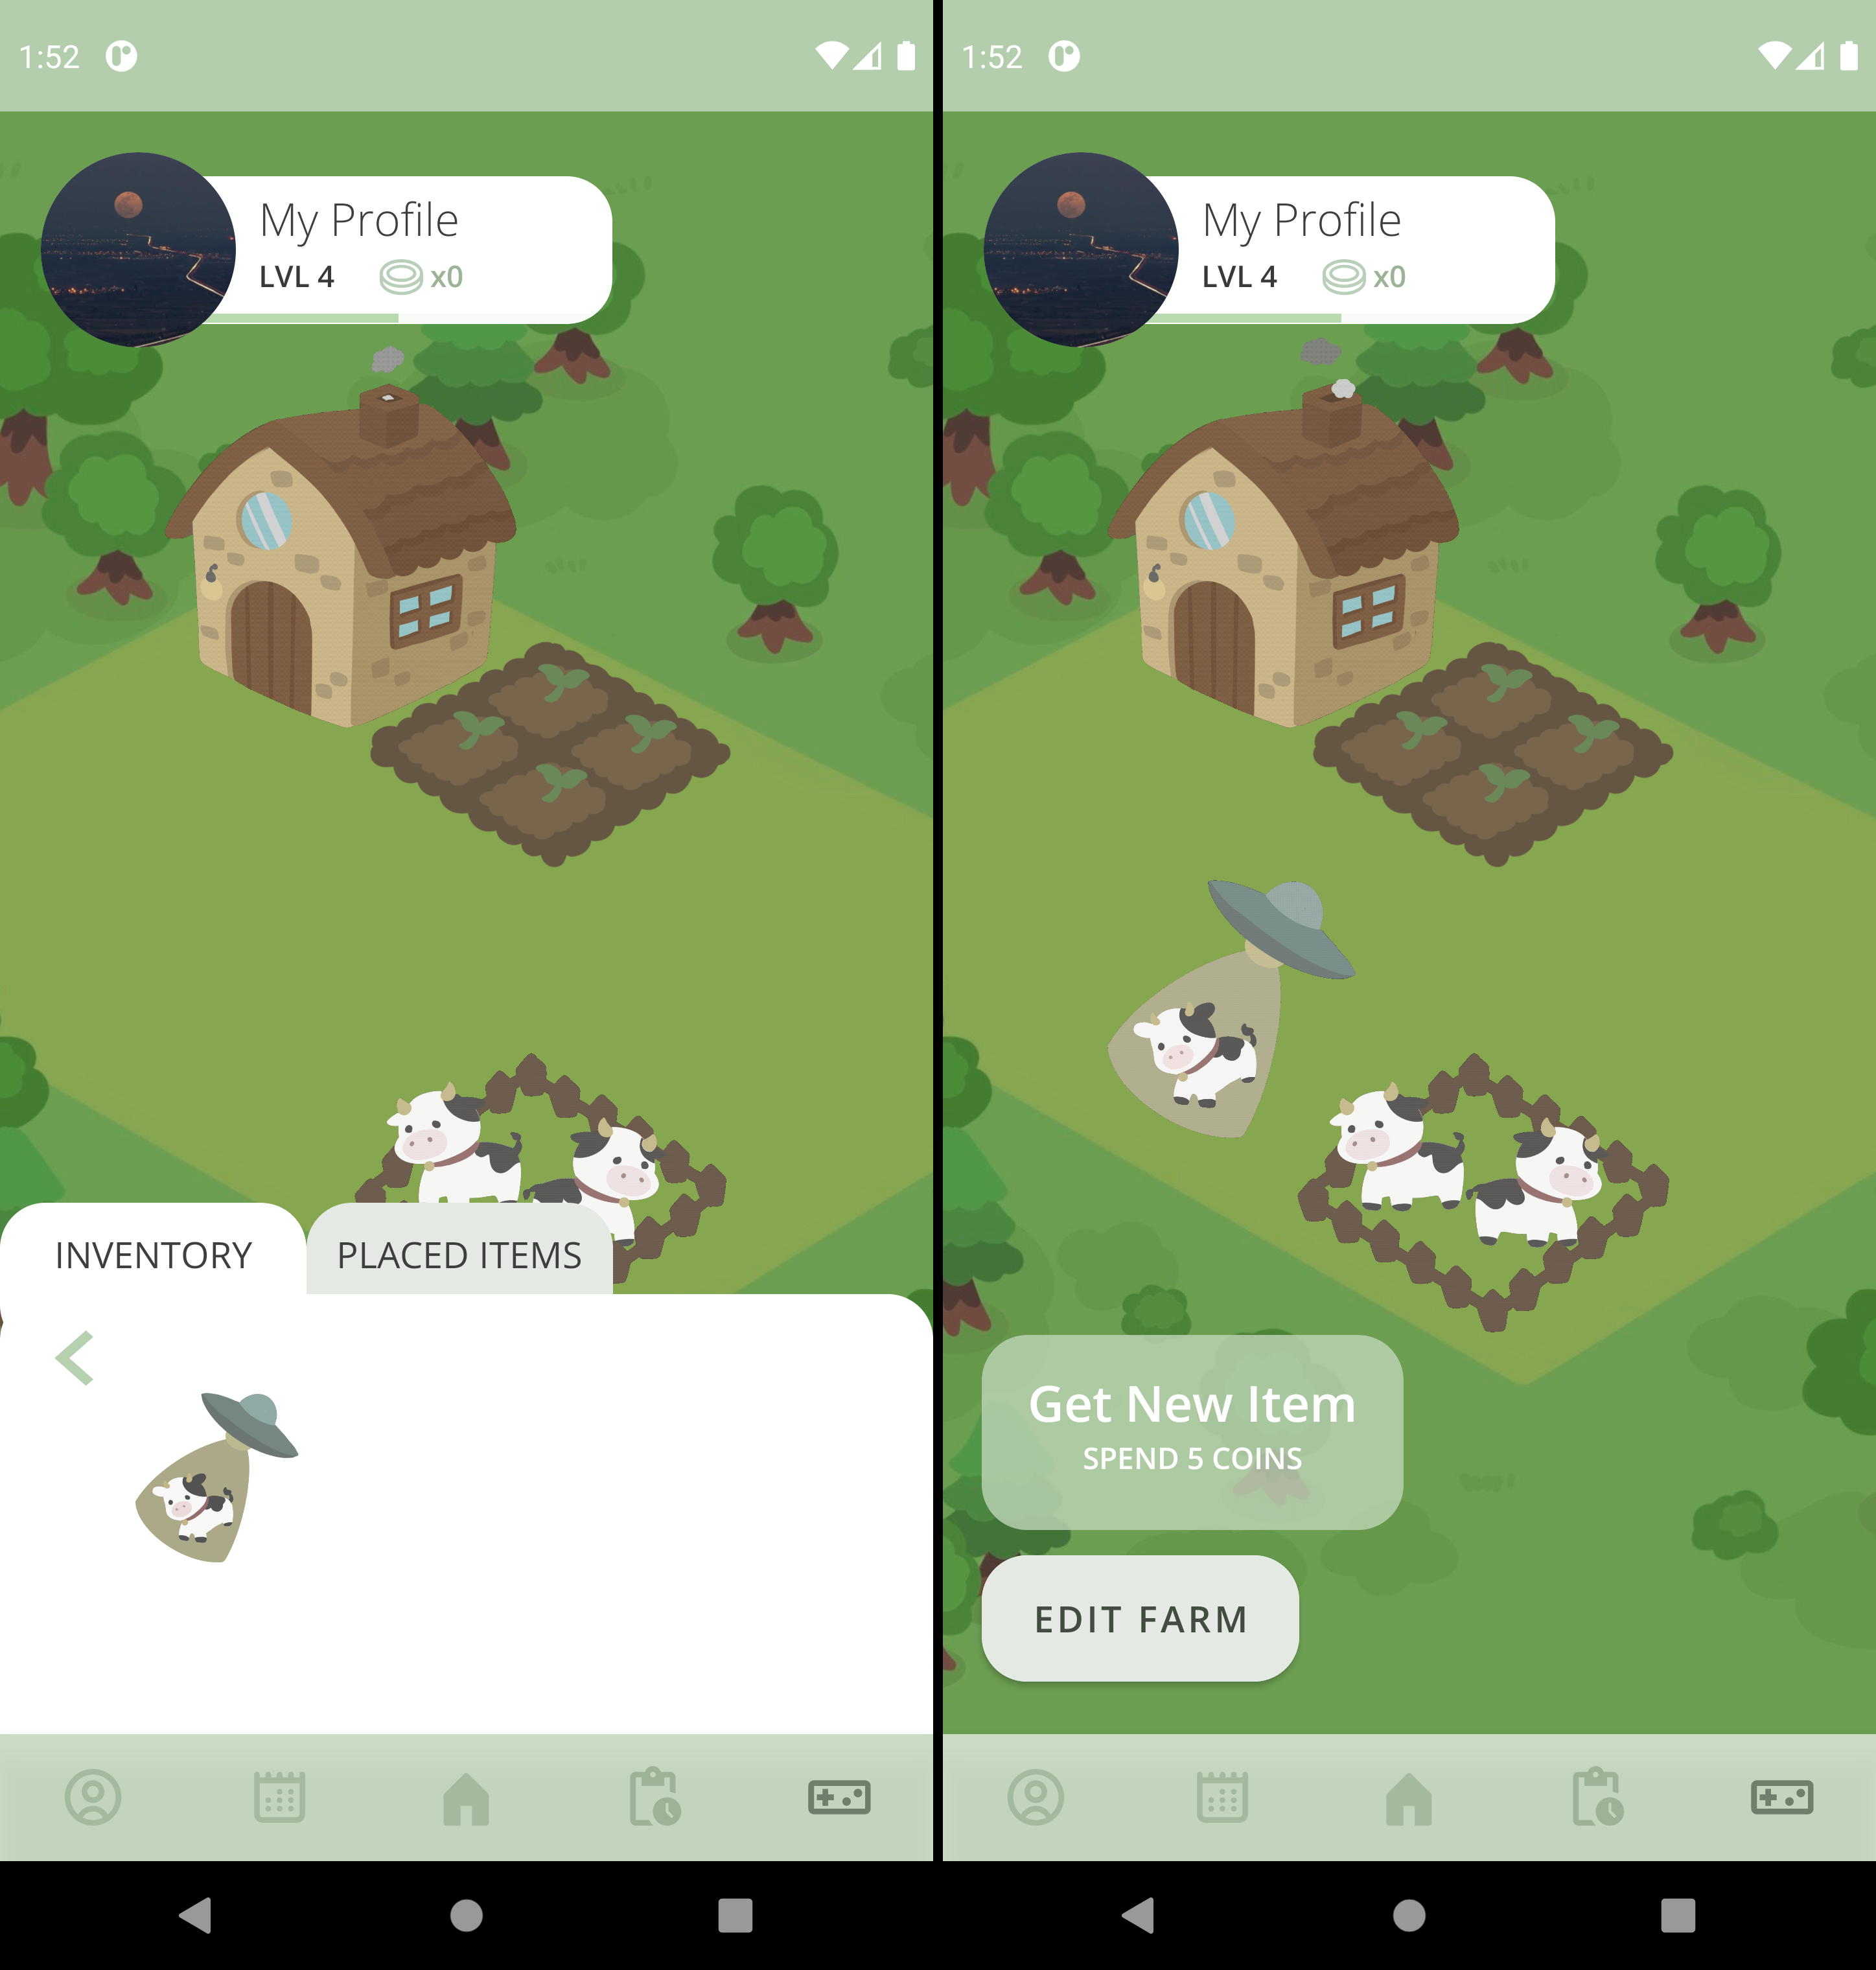 1:52
My Profile
LVL 4 x0
INVENTORY PLACED ITEMS
1:52
My Profile
LVL 4 x0
Get New Item
SPEND 5 COINS
EDIT FARM